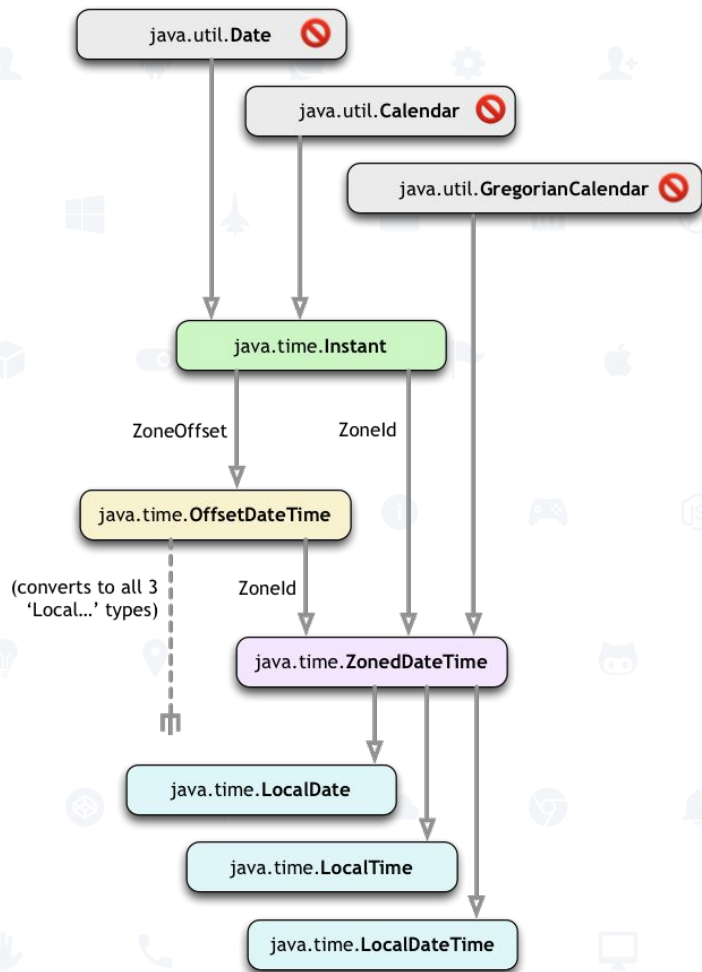 java.util.Date
java.util.Calendar
java.util.GregorianCalendar
java.time.Instant
ZoneOffset
ZoneId
java.time.OffsetDateTime
(converts to all 3
‘Local…’ types)
ZoneId
java.time.ZonedDateTime
java.time.LocalDate
java.time.LocalTime
java.time.LocalDateTime